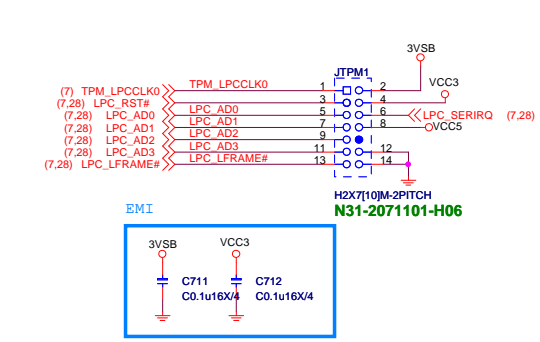 3VSB
JTPM1
VCC3
(7) TPM_LPCCLK0 TPM_LPCCLK0 1 2
(7,28) LPC_RST# 3 4
(7,28) LPC_AD0 LPC_AD0 5 6 LPC_SERIRQ (7,28)
(7,28) LPC_AD1 LPC_AD1 7 8 VCC5
(7,28) LPC_AD2 LPC_AD2 9
(7,28) LPC_AD3 LPC_AD3 11 12
(7,28) LPC_LFRAME# LPC_LFRAME# 13 14
H2X7[10]M-2PITCH
N31-2071101-H06
EMI
3VSB VCC3
C711 C712
C0.1u16X/4 C0.1u16X/4